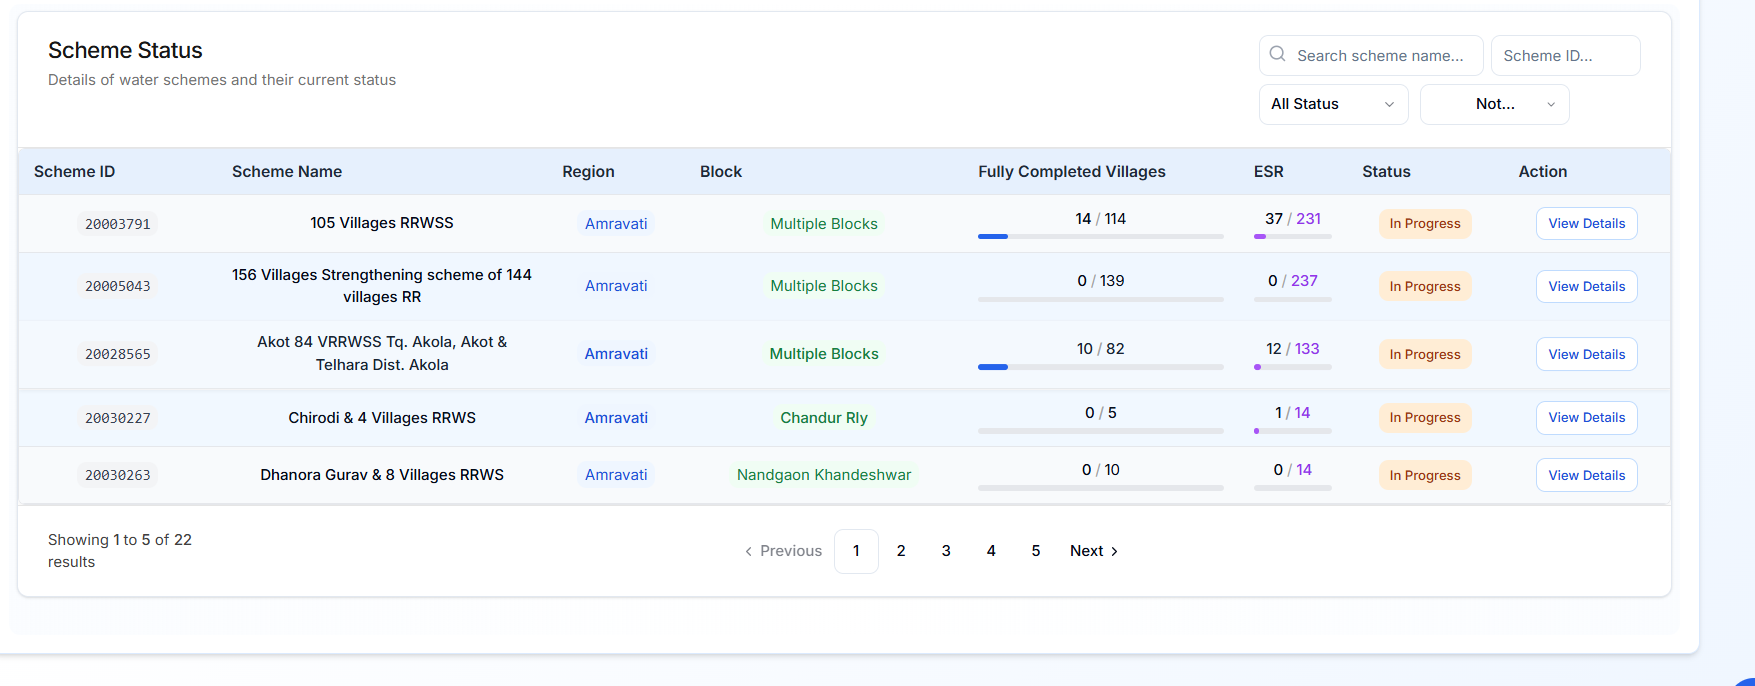 Scheme Status
Details of water schemes and their current status
Search scheme name...
Scheme ID...
All Status
Not...
Scheme ID Scheme Name Region Block Fully Completed Villages ESR Status Action
20003791 105 Villages RRWSS Amravati Multiple Blocks 14 / 114 37 / 231 In Progress View Details
20005043 156 Villages Strengthening scheme of 144
villages RR Amravati Multiple Blocks 0 / 139 0 / 237 In Progress View Details
20028565 Akot 84 VRRWSS Tq. Akola, Akot &
Telhara Dist. Akola Amravati Multiple Blocks 10 / 82 12 / 133 In Progress View Details
20030227 Chirodi & 4 Villages RRWS Amravati Chandur Rly 0 / 5 1 / 14 In Progress View Details
20030263 Dhanora Gurav & 8 Villages RRWS Amravati Nandgaon Khandeshwar 0 / 10 0 / 14 In Progress View Details
Showing 1 to 5 of 22
results
Previous 1 2 3 4 5 Next